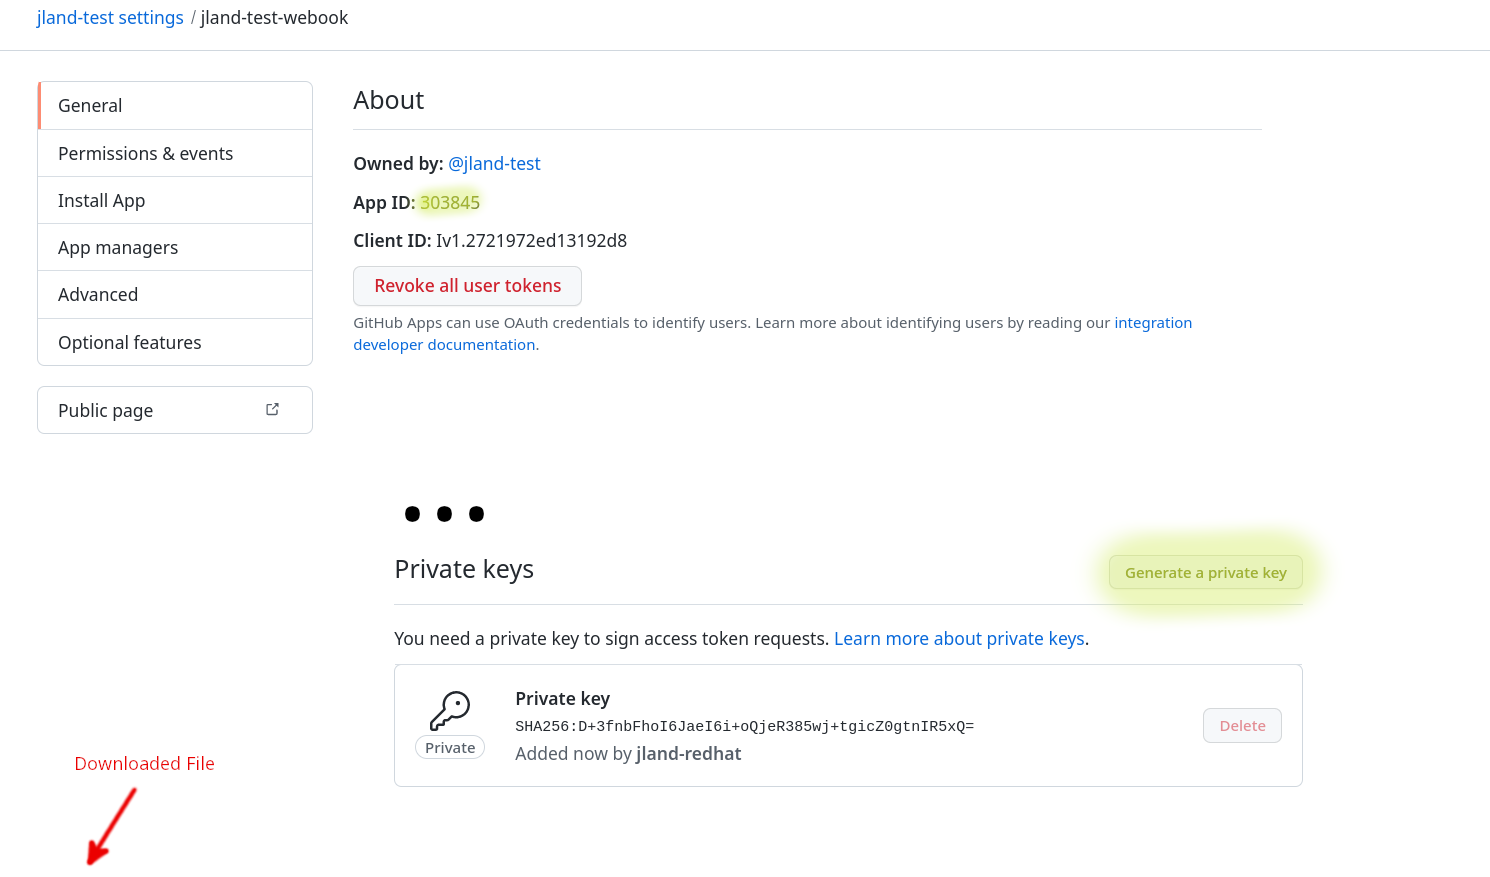 jland-test settings / jland-test-webook
General
Permissions & events
Install App
App managers
Advanced
Optional features
Public page
About
Owned by: @jland-test
App ID: 303845
Client ID: Iv1.2721972ed13192d8
Revoke all user tokens
GitHub Apps can use OAuth credentials to identify users. Learn more about identifying users by reading our integration
developer documentation.
Private keys
Generate a private key
You need a private key to sign access token requests. Learn more about private keys.
Private key
SHA256:D+3fnbFhoI6JaeI6i+oQjeR385wj+tgicZ0gtnIR5xQ=
Private
Added now by jland-redhat
Delete
Downloaded File